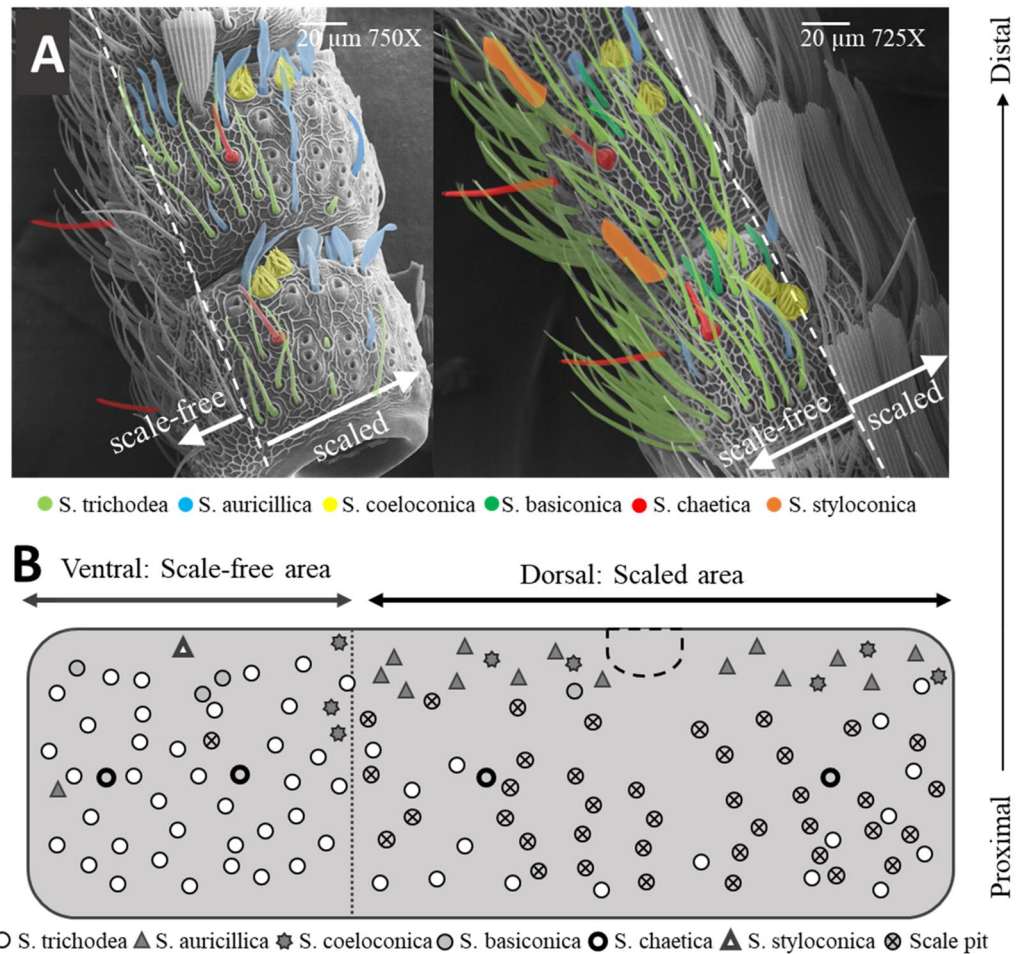 A
20 µm 750X
20 µm 725X
scale-free
scaled
scale-free
scaled
Distal
S. trichodea S. auricillica S. coeloconica S. basiconica S. chaetica S. styloconica
B
Ventral: Scale-free area
Dorsal: Scaled area
Proximal
S. trichodea S. auricillica S. coeloconica S. basiconica S. chaetica S. styloconica Scale pit